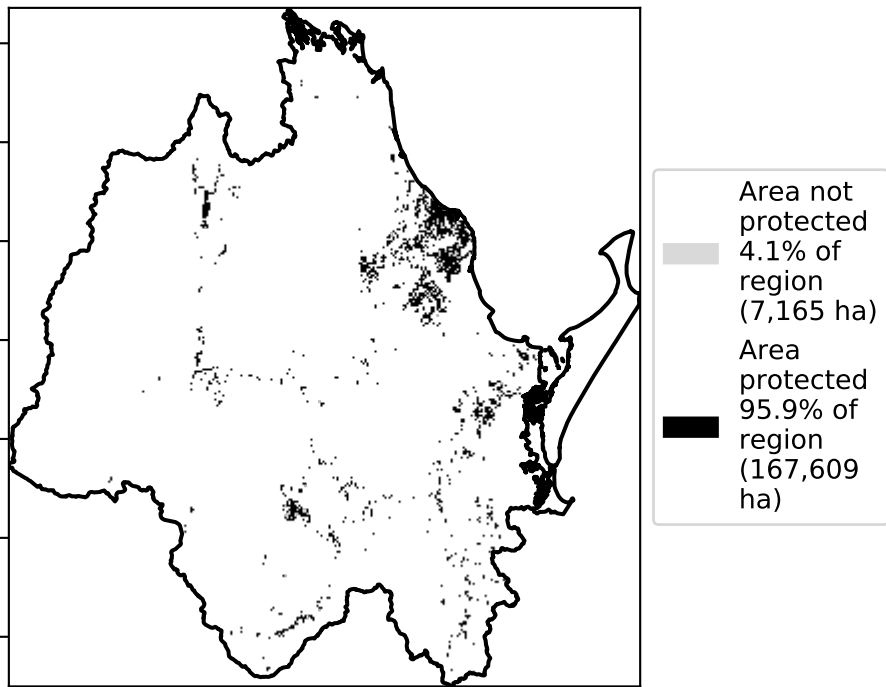 Area not
protected
4.1% of
region
(7,165 ha)
Area
protected
95.9% of
region
(167,609
ha)